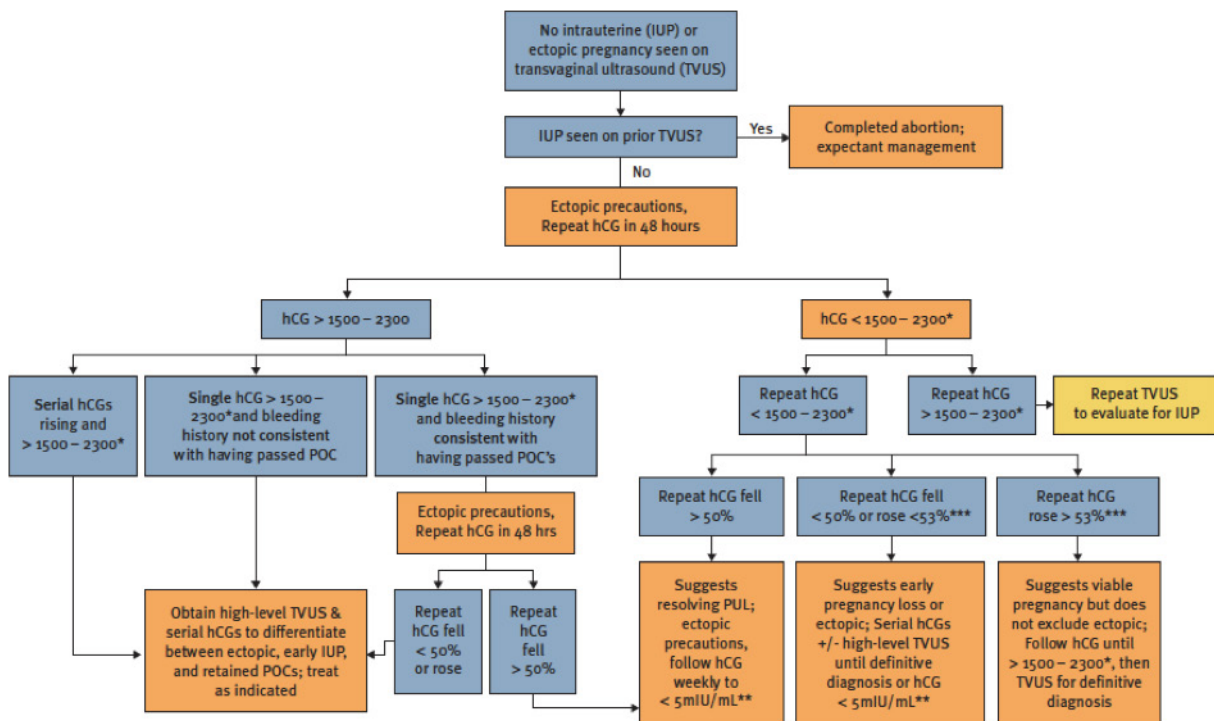 No intrauterine (IUP) or
ectopic pregnancy seen on
transvaginal ultrasound (TVUS)
IUP seen on prior TVUS?
Yes
Completed abortion;
expectant management
No
Ectopic precautions,
Repeat hCG in 48 hours
hCG > 1500 – 2300
hCG < 1500 – 2300*
Serial hCGs
rising and
> 1500 – 2300*
Single hCG > 1500 –
2300* and bleeding
history not consistent
with having passed POC
Single hCG > 1500 – 2300*
and bleeding history
consistent with
having passed POC's
Repeat hCG
< 1500 – 2300*
Repeat hCG
> 1500 – 2300*
Repeat TVUS
to evaluate for IUP
Ectopic precautions,
Repeat hCG in 48 hrs
Repeat hCG fell
> 50%
Repeat hCG fell
< 50% or rose <53%***
Repeat hCG
rose > 53%***
Obtain high-level TVUS &
serial hCGs to differentiate
between ectopic, early IUP,
and retained POCs; treat
as indicated
Repeat
hCG fell
< 50%
or rose
Repeat
hCG
fell
> 50%
Suggests
resolving PUL;
ectopic
precautions,
follow hCG
weekly to
< 5mIU/mL**
Suggests early
pregnancy loss or
ectopic; Serial hCGs
+/- high-level TVUS
until definitive
diagnosis or hCG
< 5mIU/mL**
Suggests viable
pregnancy but does
not exclude ectopic;
Follow hCG until
> 1500 – 2300*, then
TVUS for definitive
diagnosis